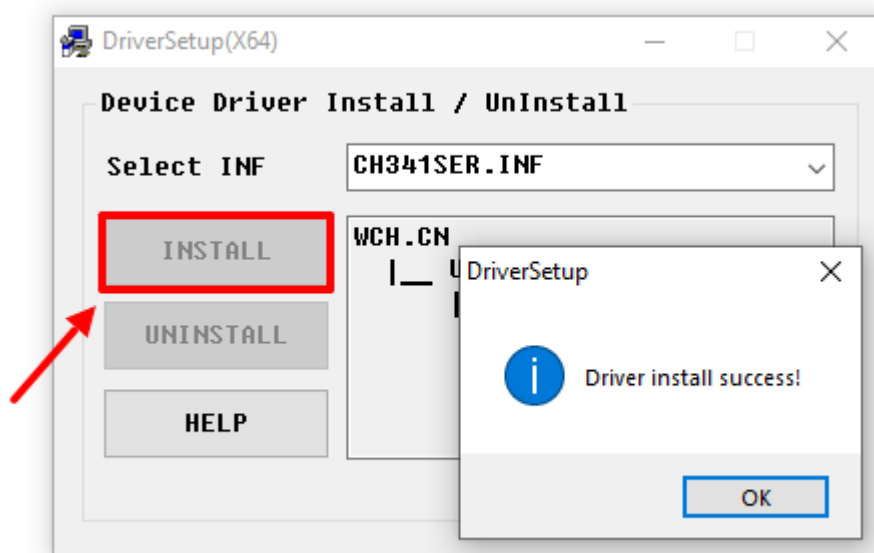 DriverSetup(X64)
Device Driver Install / UnInstall
Select INF
CH341SER.INF
INSTALL
WCH.CN
|__ U
DriverSetup
UNINSTALL
Driver install success!
HELP
OK